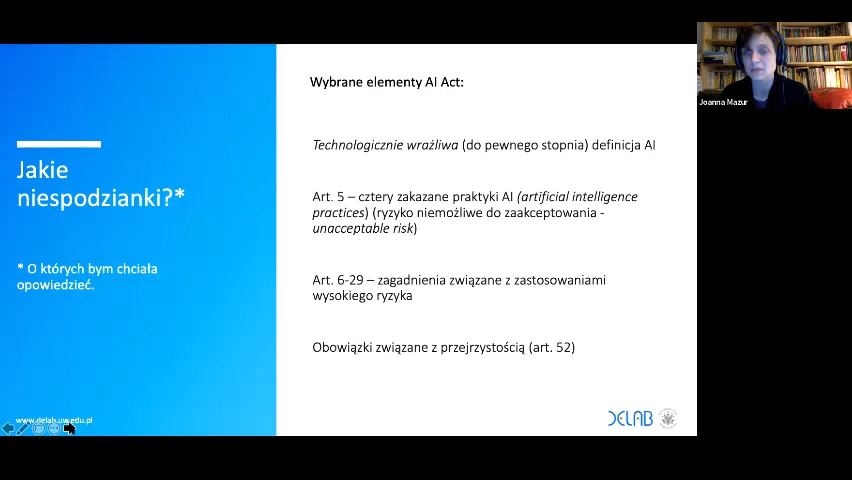 Jakie
niespodzianki?*
* O których bym chciała
opowiedzieć.
www.delab.uw.edu.pl
Wybrane elementy AI Act:
Technologicznie wrażliwa (do pewnego stopnia) definicja AI
Art. 5 – cztery zakazane praktyki AI (artificial intelligence
practices) (ryzyko niemożliwe do zaakceptowania -
unacceptable risk)
Art. 6-29 – zagadnienia związane z zastosowaniami
wysokiego ryzyka
Obowiązki związane z przejrzystością (art. 52)
DELAB
Joanna Mazur